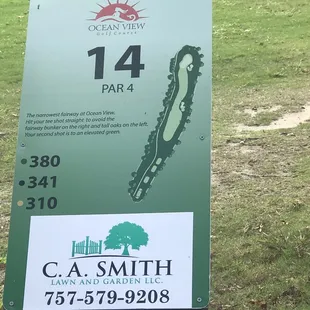 OCEAN VIEW
Golf Course
14
PAR 4
The narrowest fairway at Ocean View.
Hit your tee shot straight to avoid the
fairway bunker on the right and tall oaks on the left.
Your second shot is to an elevated green.
380
341
310
C.A. SMITH
LAWN AND GARDEN LLC.
757-579-9208